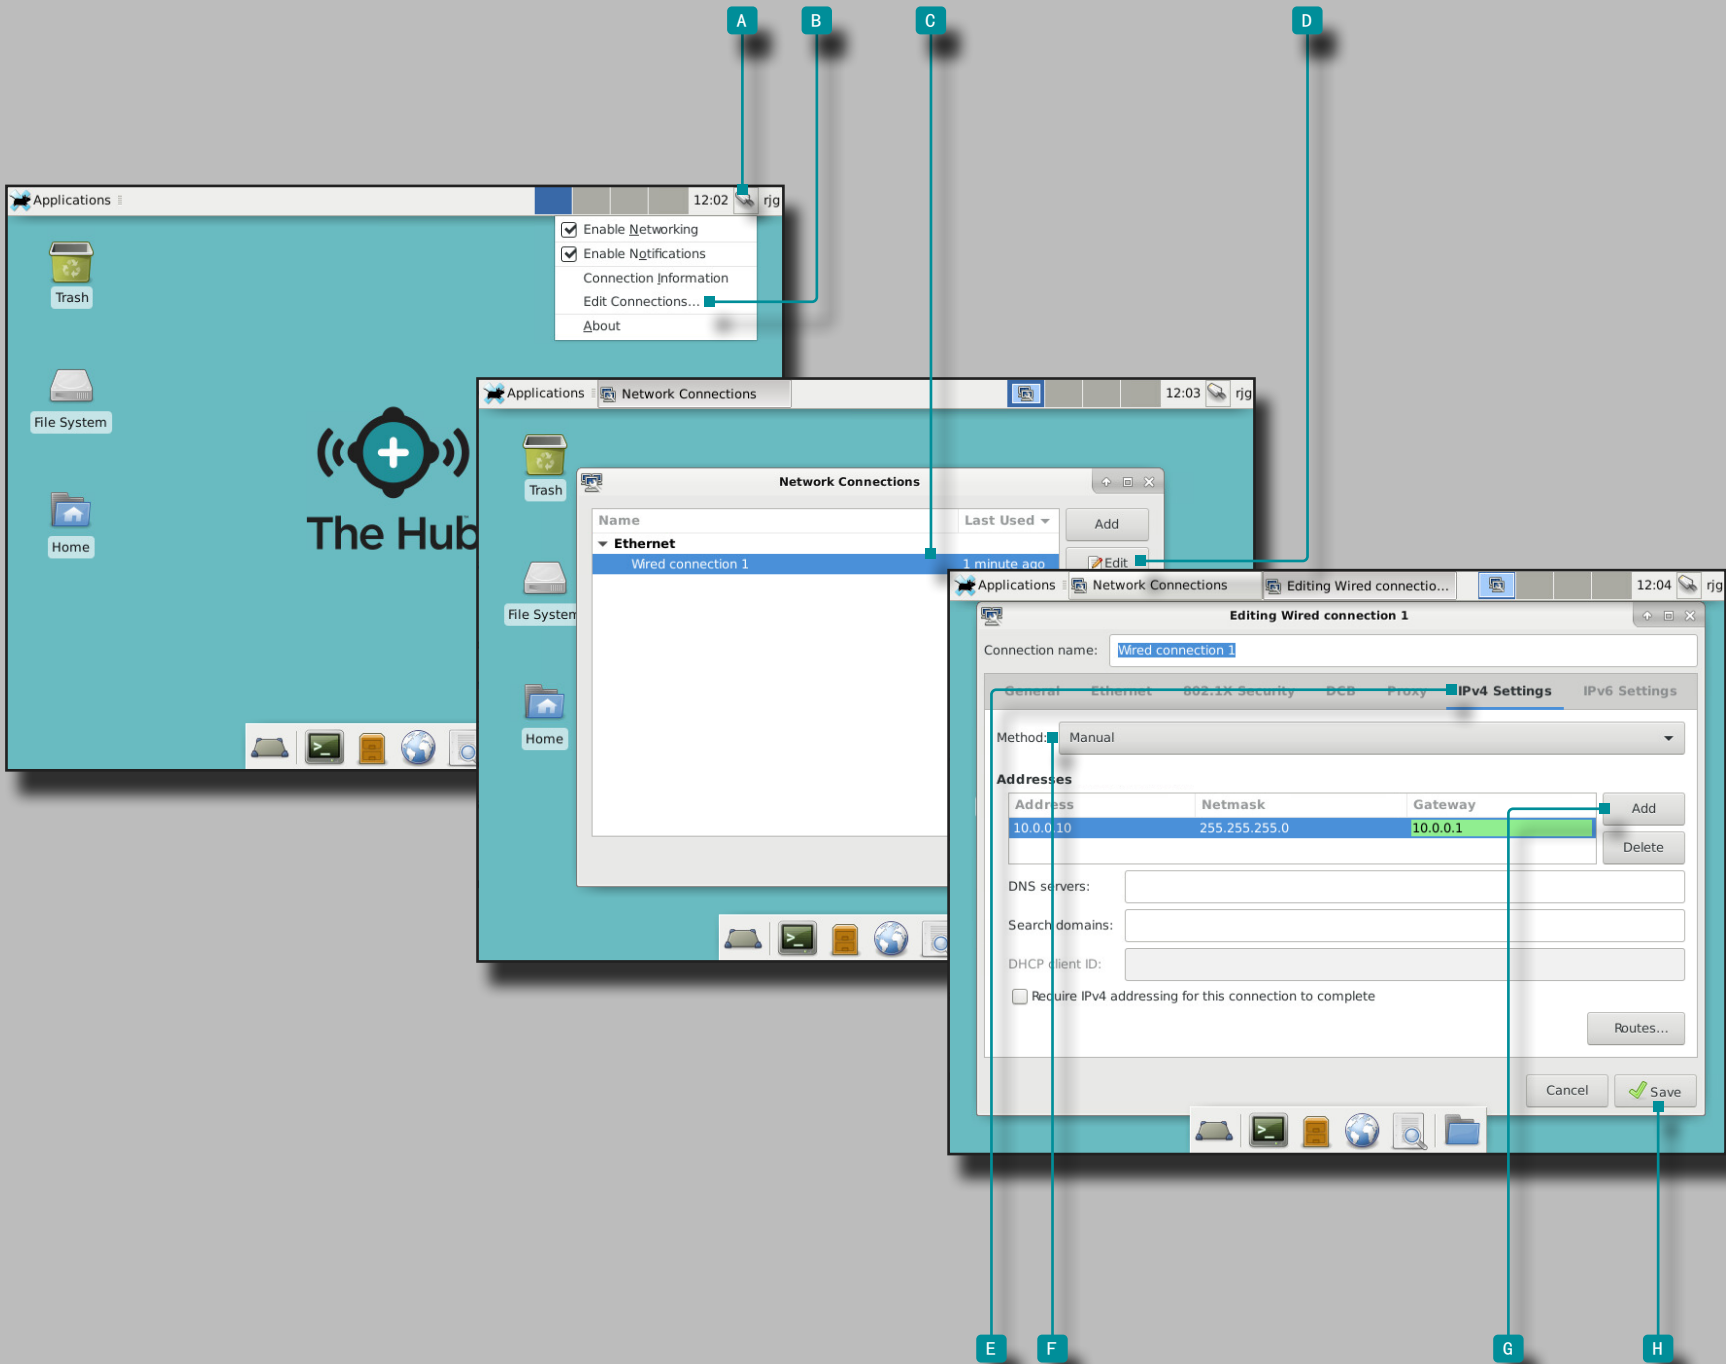 A
B
C
D
Applications
12:02
rjg
Enable Networking
Enable Notifications
Connection Information
Edit Connections...
About
Trash
File System
Home
The Hub
Applications
Network Connections
12:03
rjg
Trash
File System
Home
Network Connections
Name
Last Used
Add
Ethernet
Wired connection 1
1 minute ago
Edit
Applications
Network Connections
Editing Wired connectio...
12:04
rjg
Editing Wired connection 1
Connection name:
Wired connection 1
General
Ethernet
802.1X Security
DCB
Proxy
IPv4 Settings
IPv6 Settings
Method:
Manual
Addresses
Address
Netmask
Gateway
Add
10.0.0.10
255.255.255.0
10.0.0.1
Delete
DNS servers:
Search domains:
DHCP client ID:
Require IPv4 addressing for this connection to complete
Routes...
Cancel
Save
E
F
G
H